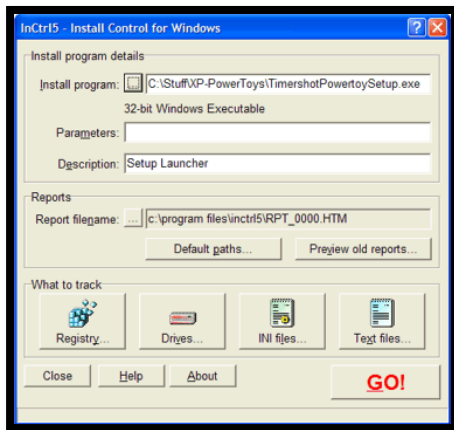 InCtrl5 - Install Control for Windows
Install program details
Install program: ... C:\Stuff\XP-PowerToys\TimershotPowertoySetup.exe
32-bit Windows Executable
Parameters:
Description: Setup Launcher
Reports
Report filename: ... c:\program files\inctrl5\RPT_0000.HTM
Default paths... Preview old reports...
What to track
Registry... Drives... INI files... Text files...
Close Help About GO!